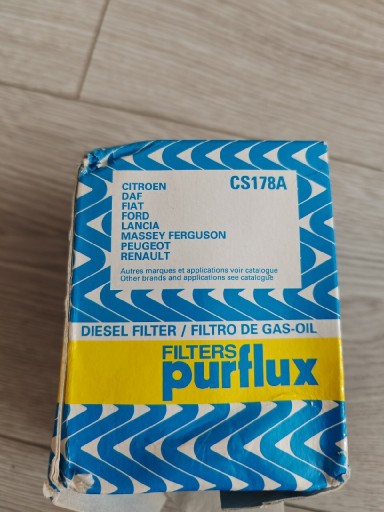 CS178A
CITROEN
DAF
FIAT
FORD
LANCIA
MASSEY FERGUSON
PEUGEOT
RENAULT
Autres marques et applications voir catalogue
Other brands and applications see catalogue
DIESEL FILTER / FILTRO DE GAS-OIL
FILTERS
purflux